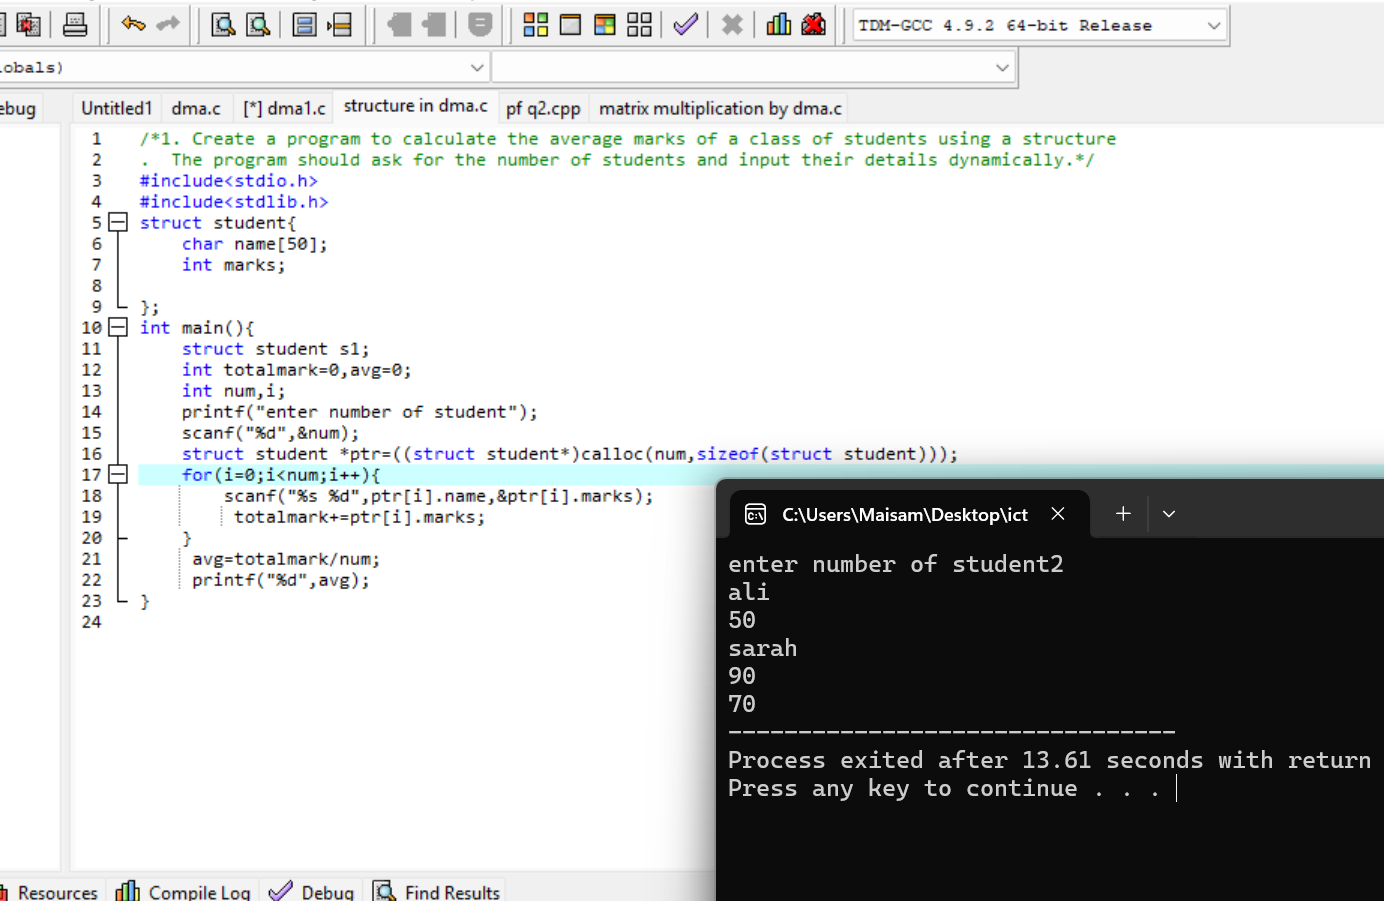 TDM-GCC 4.9.2 64-bit Release
lobals)
ebug
Untitled1 dma.c [*] dma1.c structure in dma.c pf q2.cpp matrix multiplication by dma.c
1 /*1. Create a program to calculate the average marks of a class of students using a structure
2 .  The program should ask for the number of students and input their details dynamically.*/
3 #include<stdio.h>
4 #include<stdlib.h>
5 struct student{
6     char name[50];
7     int marks;
8
9 };
10 int main(){
11     struct student s1;
12     int totalmark=0,avg=0;
13     int num,i;
14     printf("enter number of student");
15     scanf("%d",&num);
16     struct student *ptr=((struct student*)calloc(num,sizeof(struct student)));
17     for(i=0;i<num;i++){
18         scanf("%s %d",ptr[i].name,&ptr[i].marks);
19          totalmark+=ptr[i].marks;
20     }
21      avg=totalmark/num;
22      printf("%d",avg);
23 }
24
C:\Users\Maisam\Desktop\ict
enter number of student2
ali
50
sarah
90
70
--------------------------------
Process exited after 13.61 seconds with return
Press any key to continue . . .
Resources Compile Log Debug Find Results